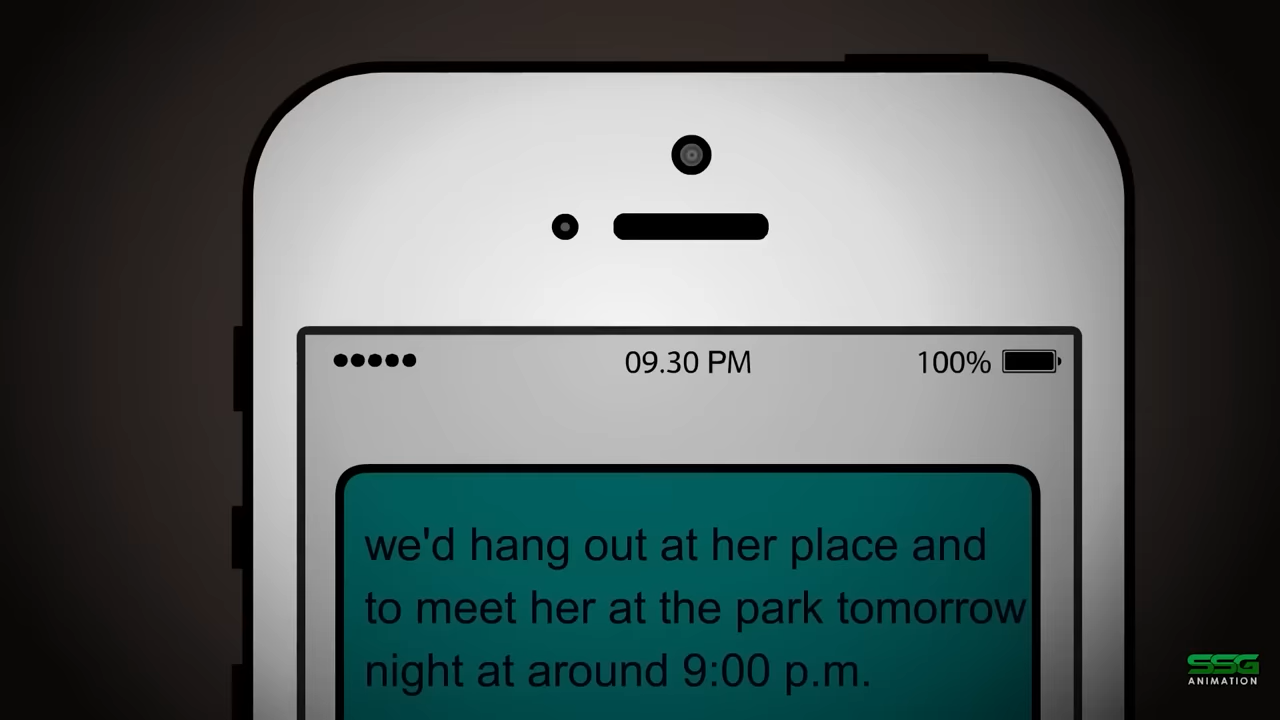 09.30 PM 100%
we'd hang out at her place and
to meet her at the park tomorrow
night at around 9:00 p.m.
SSG
ANIMATION